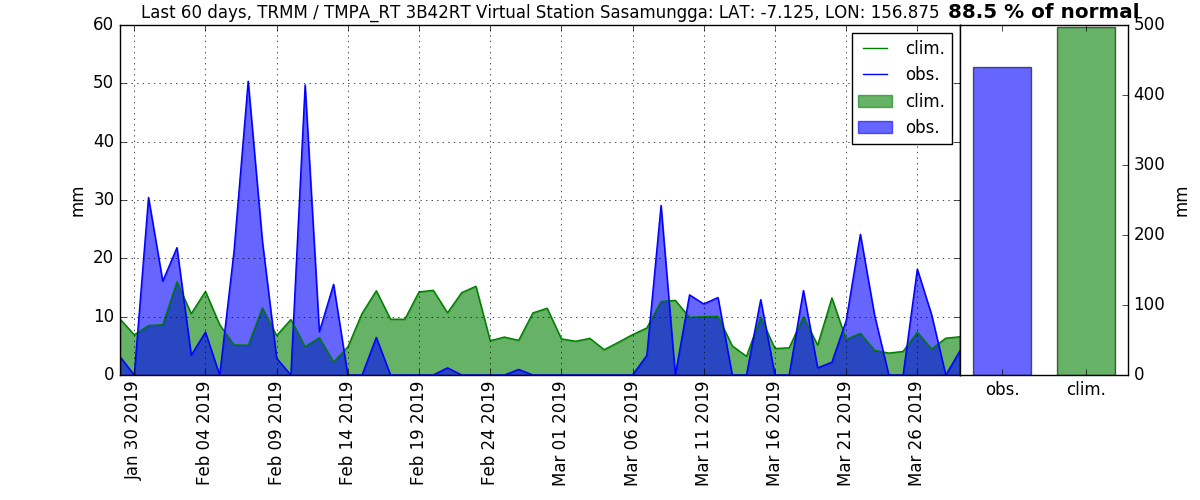 Last 60 days, TRMM / TMPA_RT 3B42RT Virtual Station Sasamungga: LAT: -7.125, LON: 156.875 88.5 % of normal
60
50
40
30
20
10
0
mm
clim.
obs.
clim.
obs.
500
400
300
200
100
0
mm
obs. clim.
Jan 30 2019
Feb 04 2019
Feb 09 2019
Feb 14 2019
Feb 19 2019
Feb 24 2019
Mar 01 2019
Mar 06 2019
Mar 11 2019
Mar 16 2019
Mar 21 2019
Mar 26 2019